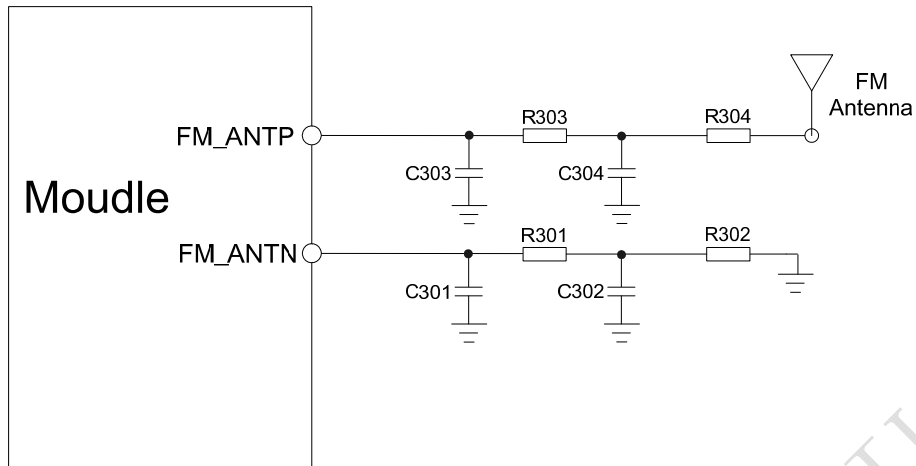 FM
Antenna
R303
R304
FM_ANTP
C303
C304
Moudle
R301
R302
FM_ANTN
C301
C302